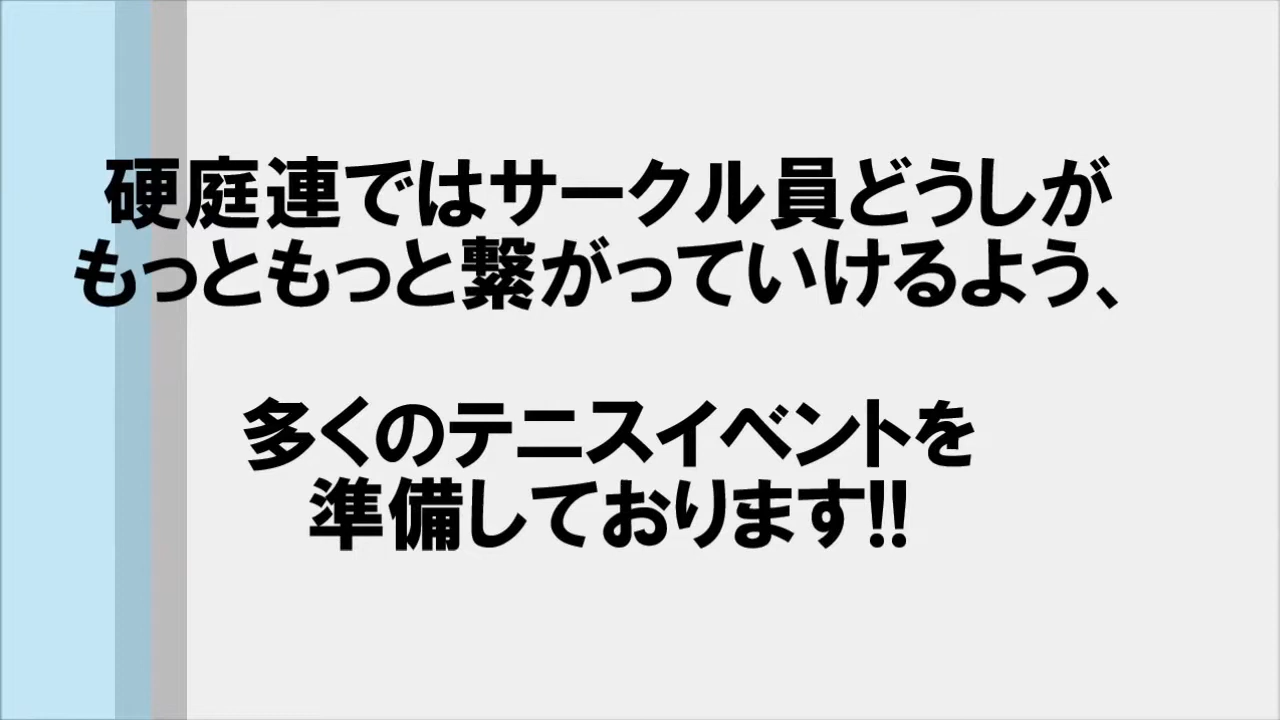 硬庭連ではサークル員どうしが
もっともっと繋がっていけるよう、
多くのテニスイベントを
準備しております!!